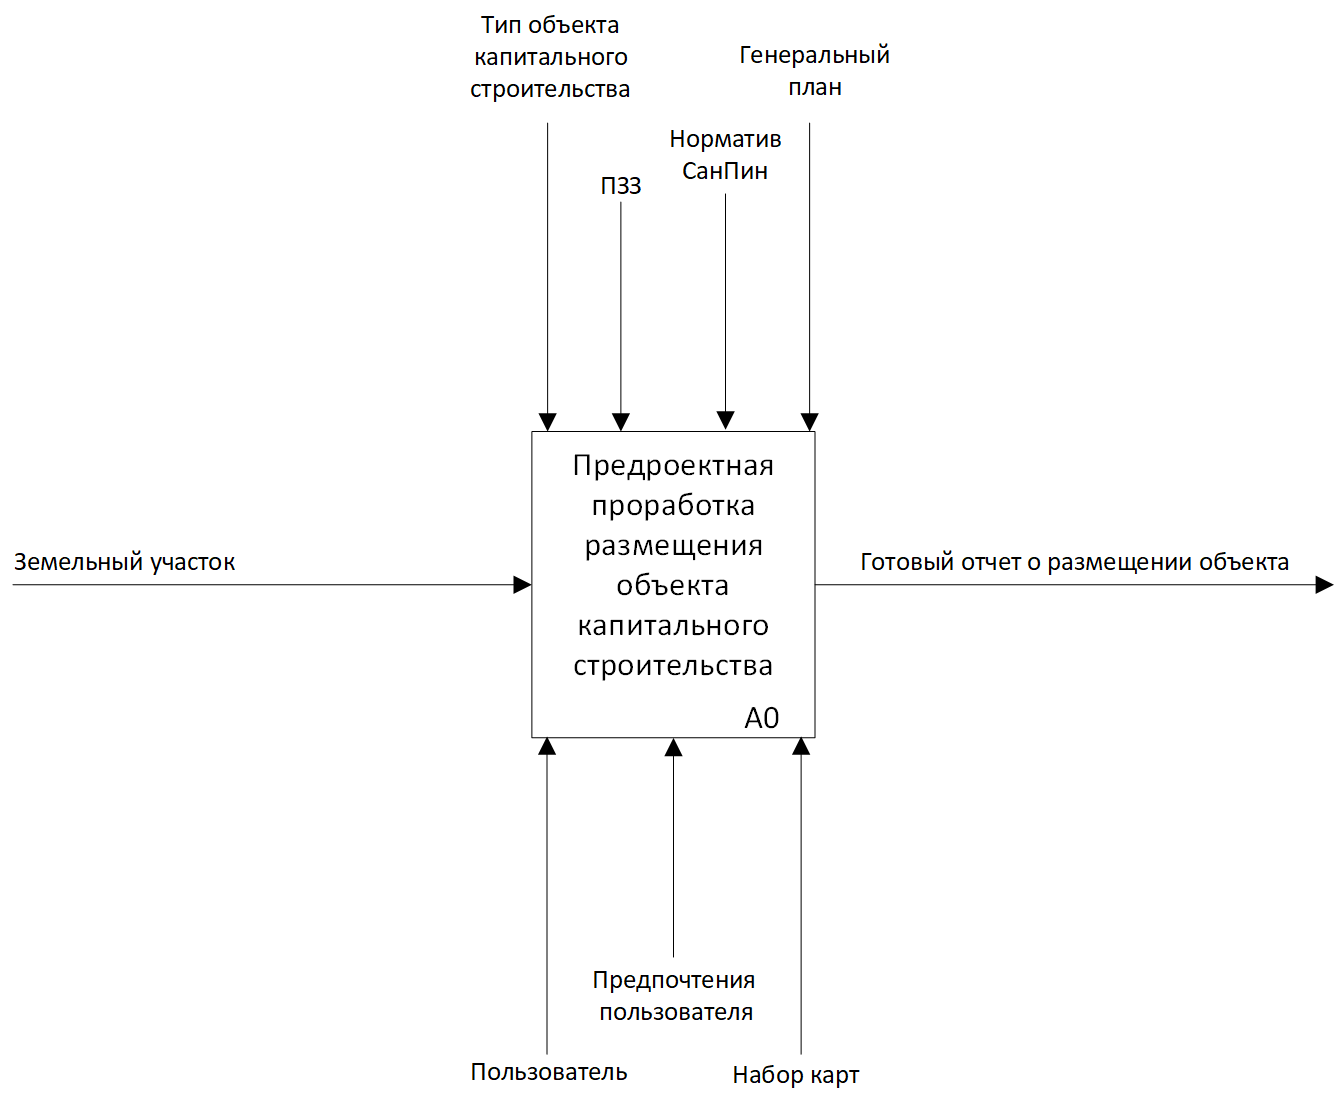 Тип объекта
капитального
строительства
Генеральный
план
Норматив
СанПин
ПЗЗ
Предроектная
проработка
размещения
объекта
капитального
строительства
А0
Земельный участок
Готовый отчет о размещении объекта
Предпочтения
пользователя
Пользователь
Набор карт